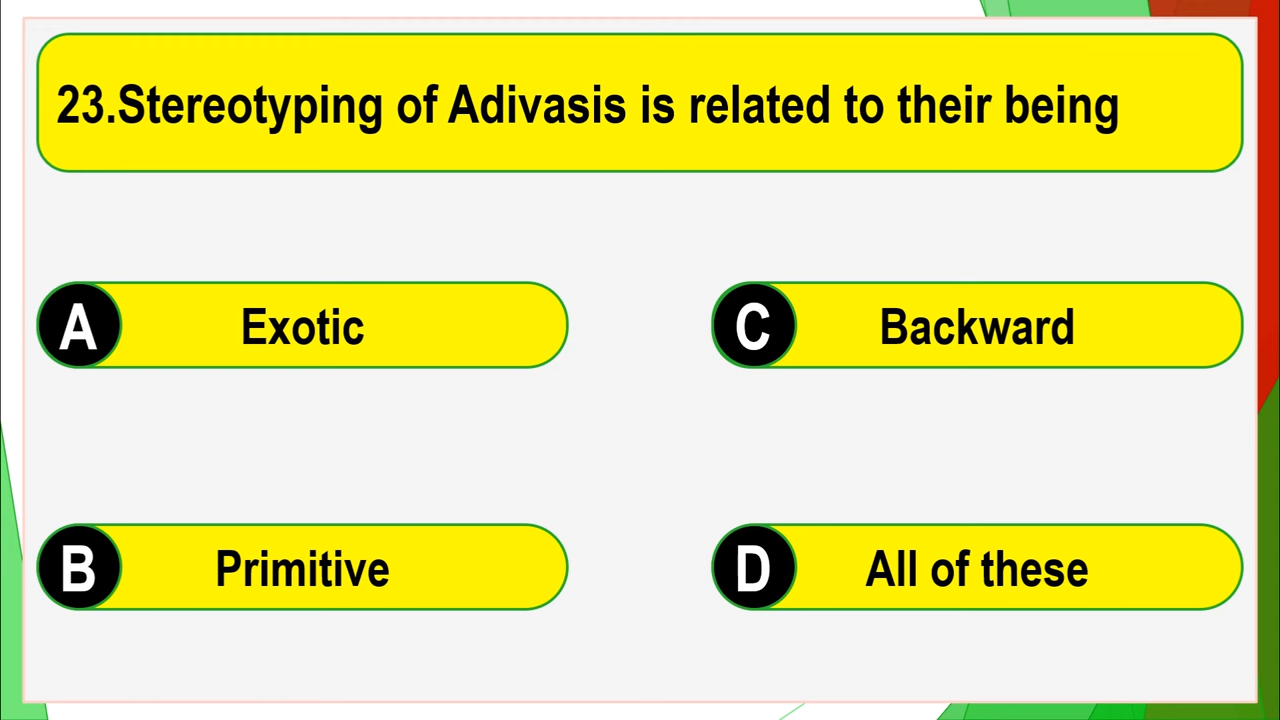 23.Stereotyping of Adivasis is related to their being
A Exotic
B Primitive
C Backward
D All of these